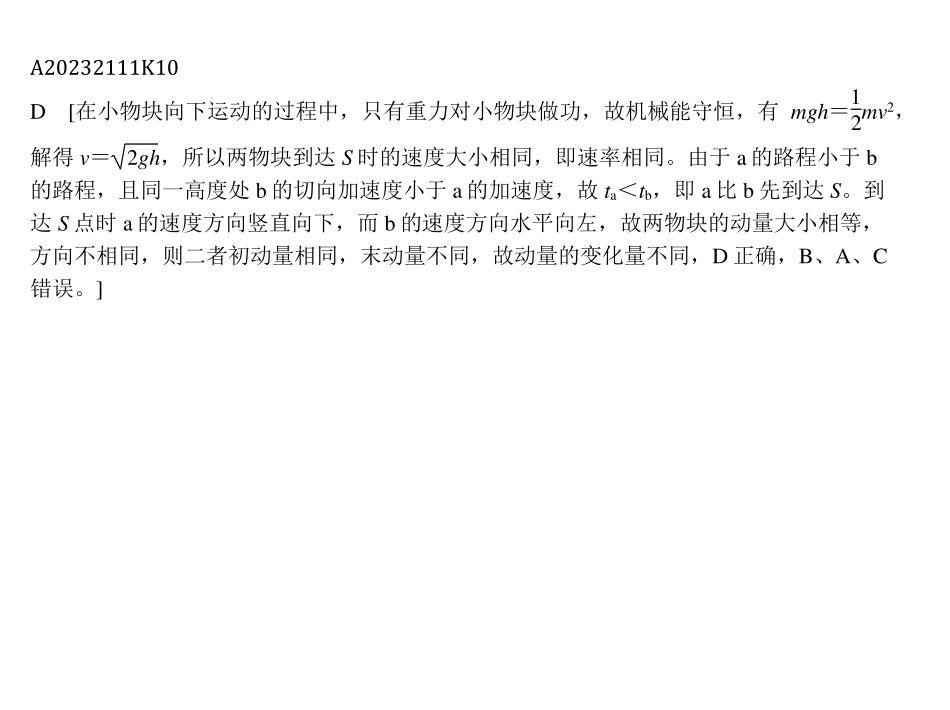 A20232111K10
D [在小物块向下运动的过程中，只有重力对小物块做功，故机械能守恒，有 mgh＝1/2mv²，
解得 v＝√2gh，所以两物块到达 S 时的速度大小相同，即速率相同。由于 a 的路程小于 b
的路程，且同一高度处 b 的切向加速度小于 a 的加速度，故 tₐ＜t_b，即 a 比 b 先到达 S。到
达 S 点时 a 的速度方向竖直向下，而 b 的速度方向水平向左，故两物块的动量大小相等，
方向不相同，则二者初动量相同，末动量不同，故动量的变化量不同，D 正确，B、A、C
错误。]